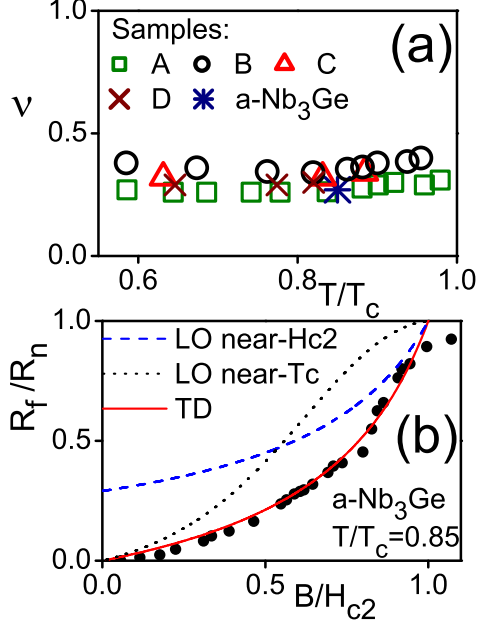 1.0
Samples:
A B C
D a-Nb3Ge
(a)
ν
0.5
0.0
0.6 0.8 T/Tc 1.0
1.0
LO near-Hc2
LO near-Tc
TD
Rf/Rn
0.5
(b)
a-Nb3Ge
T/Tc=0.85
0.0
0.0 0.5 1.0
B/Hc2